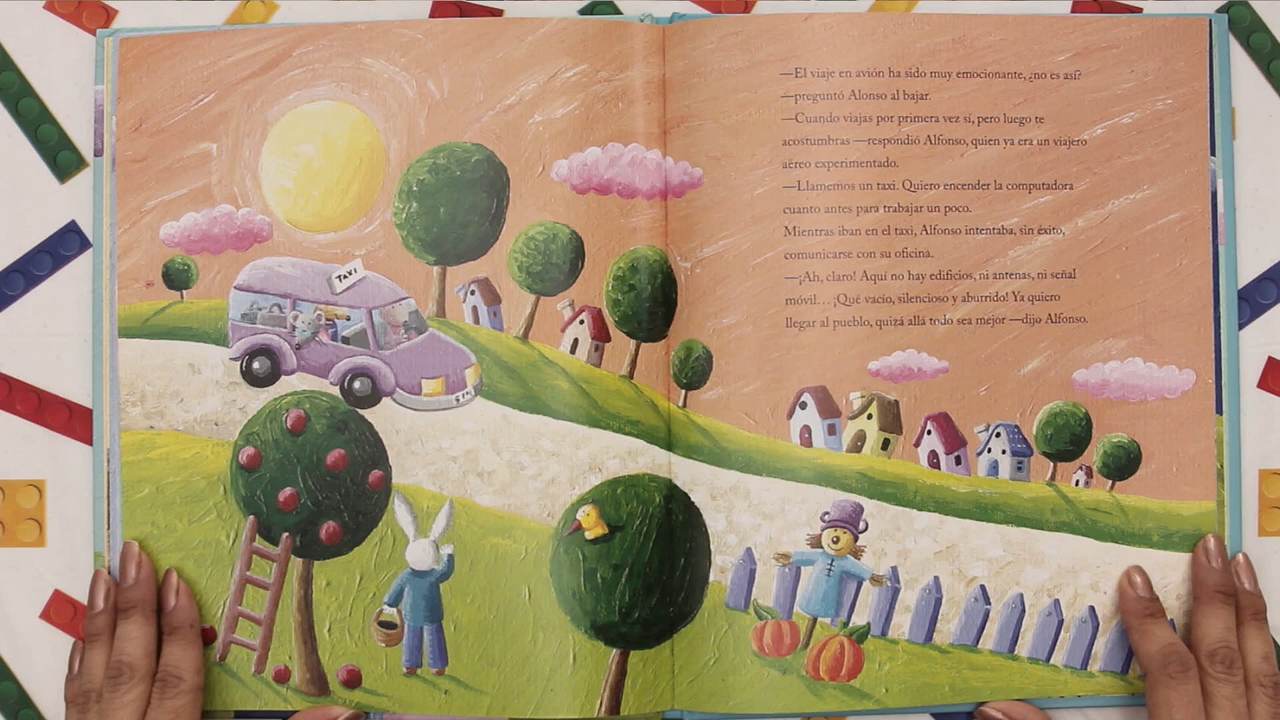 TAXI
—El viaje en avión ha sido muy emocionante, ¿no es así?
—preguntó Alonso al bajar.
—Cuando viajas por primera vez sí, pero luego te
acostumbras —respondió Alfonso, quien ya era un viajero
aéreo experimentado.
—Llamemos un taxi. Quiero encender la computadora
cuanto antes para trabajar un poco.
Mientras iban en el taxi, Alfonso intentaba, sin éxito,
comunicarse con su oficina.
—¡Ah, claro! Aquí no hay edificios, ni antenas, ni señal
móvil… ¡Qué vacío, silencioso y aburrido! Ya quiero
llegar al pueblo, quizá allá todo sea mejor —dijo Alfonso.